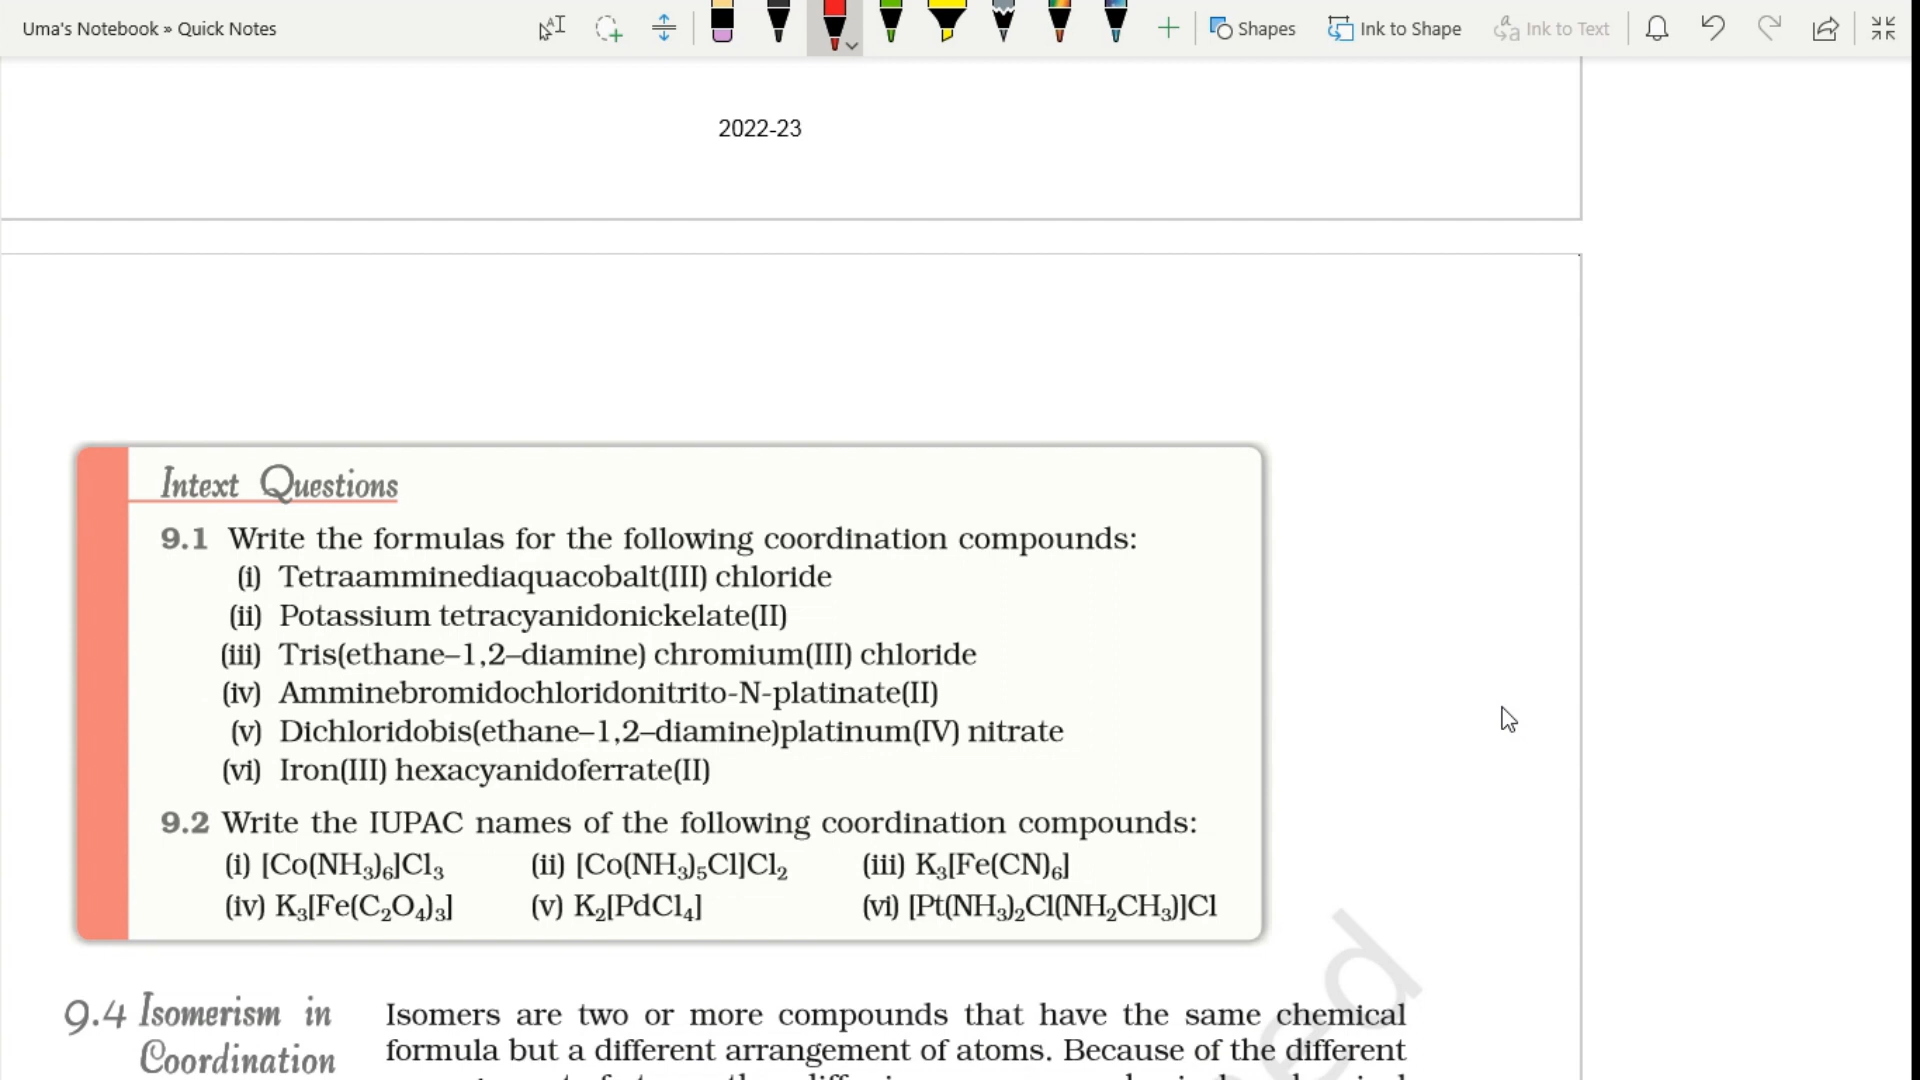 Uma's Notebook » Quick Notes
Shapes
Ink to Shape
Ink to Text
2022-23
Intext Questions
9.1 Write the formulas for the following coordination compounds:
(i) Tetraamminediaquacobalt(III) chloride
(ii) Potassium tetracyanidonickelate(II)
(iii) Tris(ethane–1,2–diamine) chromium(III) chloride
(iv) Amminebromidochloridonitrito-N-platinate(II)
(v) Dichloridobis(ethane–1,2–diamine)platinum(IV) nitrate
(vi) Iron(III) hexacyanidoferrate(II)
9.2 Write the IUPAC names of the following coordination compounds:
(i) [Co(NH₃)₆]Cl₃ (ii) [Co(NH₃)₅Cl]Cl₂ (iii) K₃[Fe(CN)₆]
(iv) K₃[Fe(C₂O₄)₃] (v) K₂[PdCl₄] (vi) [Pt(NH₃)₂Cl(NH₂CH₃)]Cl
9.4 Isomerism in
Coordination
Isomers are two or more compounds that have the same chemical
formula but a different arrangement of atoms. Because of the different